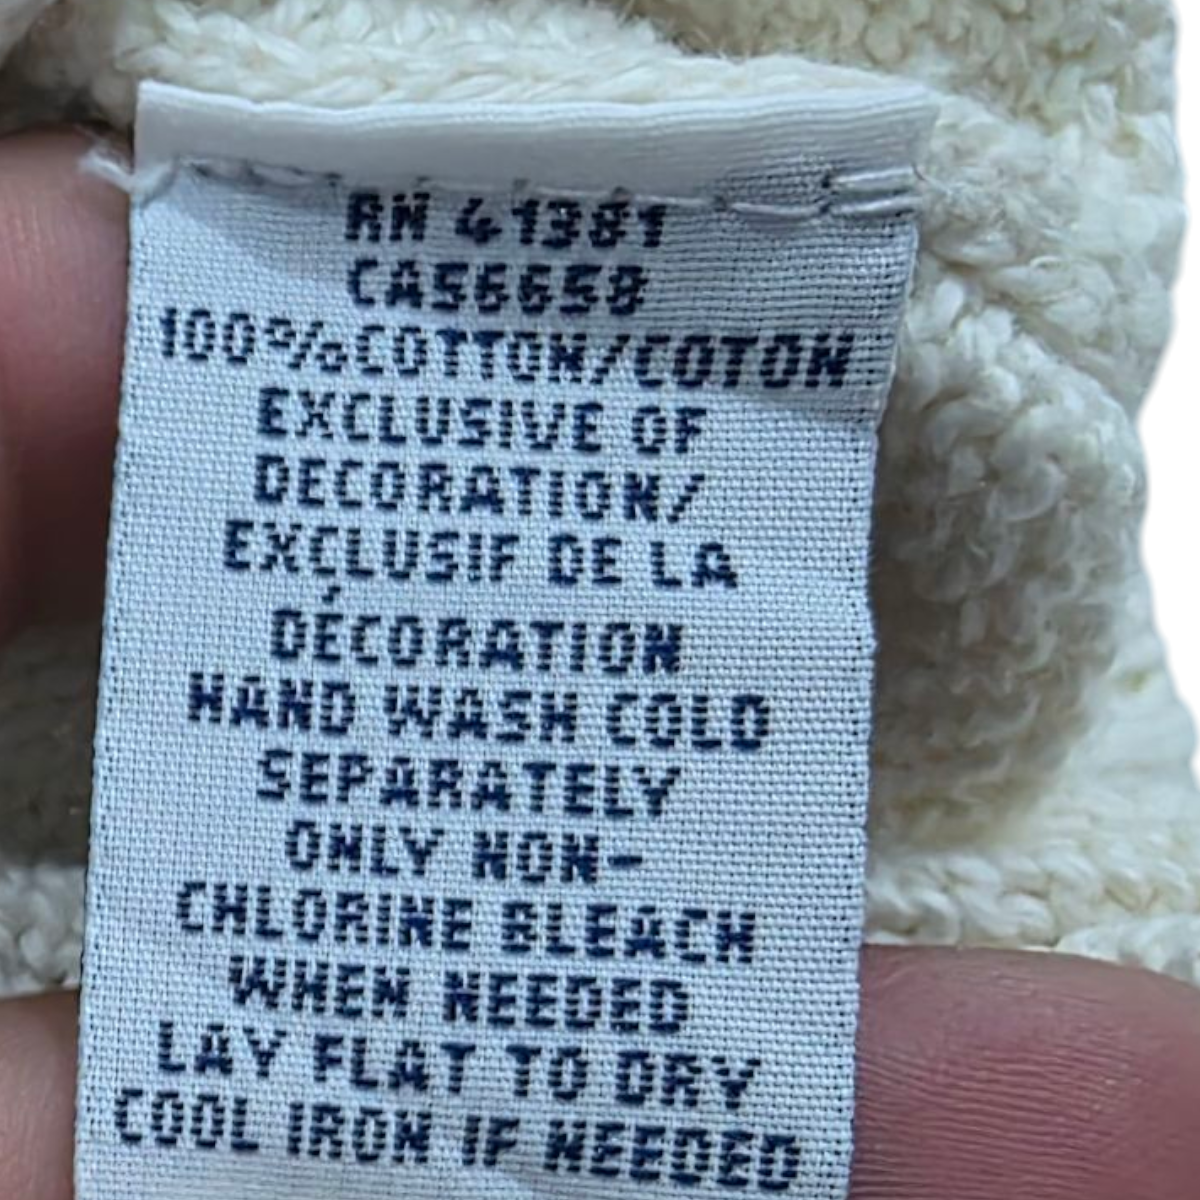 RN 41381
CA56658
100%COTTON/COTON
EXCLUSIVE OF
DECORATION/
EXCLUSIF DE LA
DÉCORATION
HAND WASH COLD
SEPARATELY
ONLY NON-
CHLORINE BLEACH
WHEN NEEDED
LAY FLAT TO DRY
COOL IRON IF NEEDED